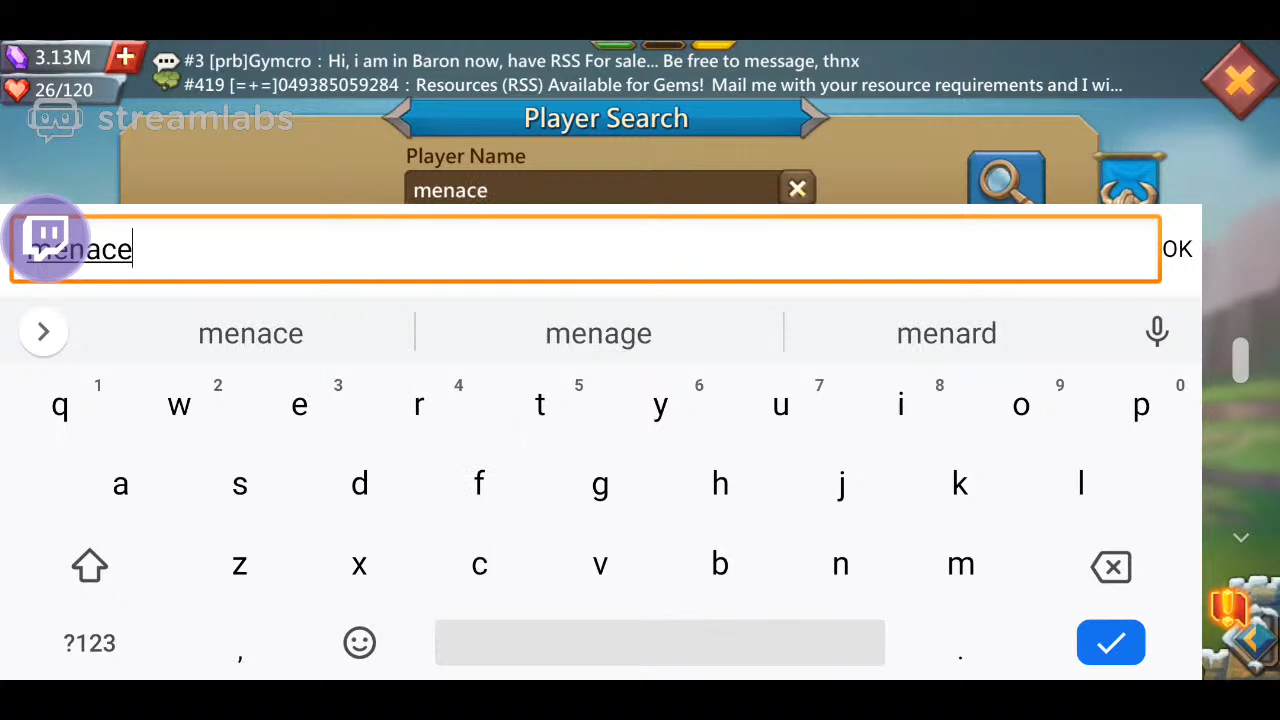 3.13M
#3 [prb]Gymcro : Hi, i am in Baron now, have RSS For sale... Be free to message, thnx
26/120
#419 [=+=]049385059284 : Resources (RSS) Available for Gems! Mail me with your resource requirements and I wi...
streamlabs
Player Search
Player Name
menace
menace
OK
menace menage menard
1 2 3 4 5 6 7 8 9 0
q w e r t y u i o p
a s d f g h j k l
z x c v b n m
?123 , .